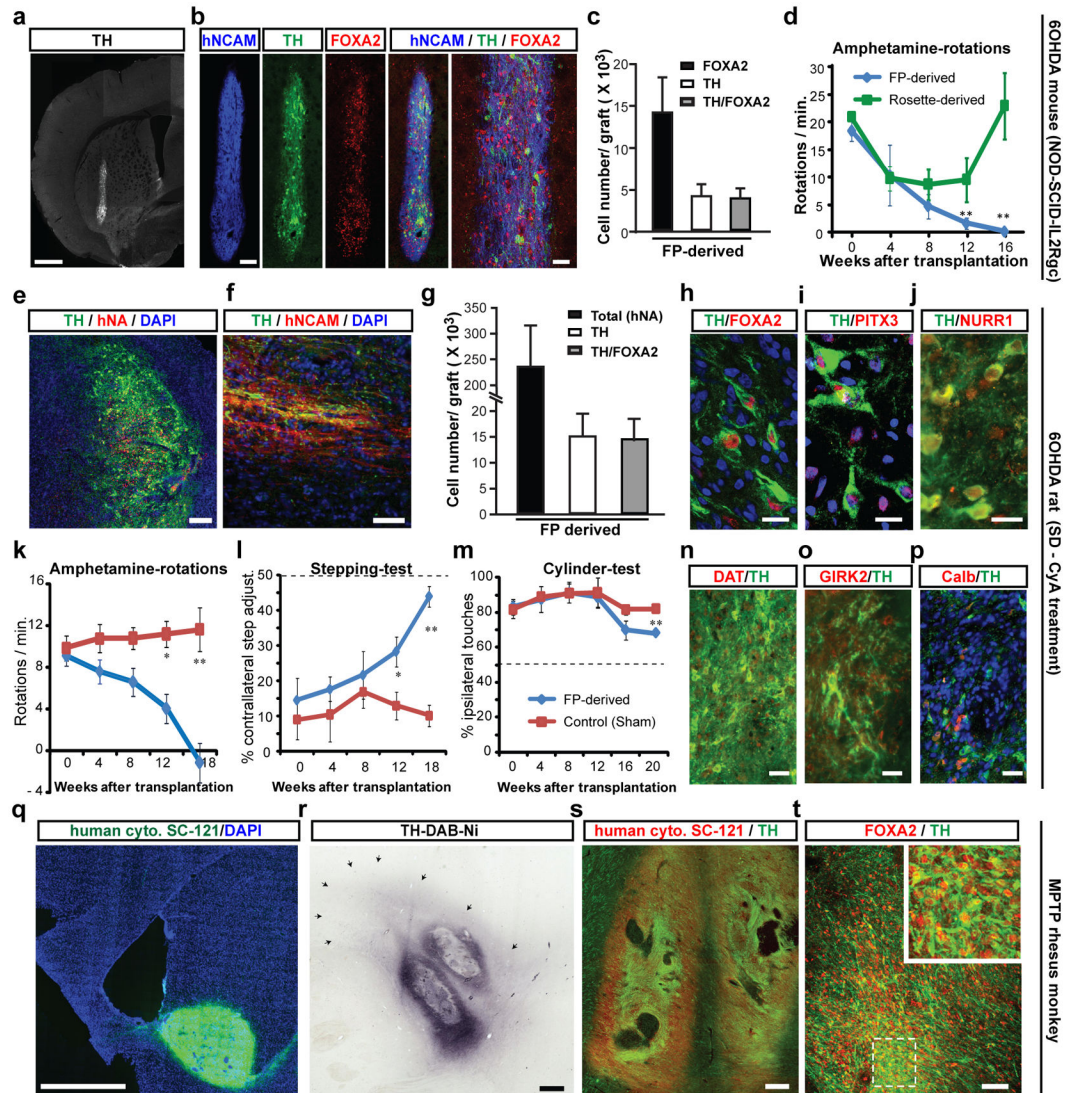 a
TH
b
hNCAM
TH
FOXA2
hNCAM / TH / FOXA2
c
Cell number/ graft ( X 10³)
20
15
10
5
0
FOXA2
TH
TH/FOXA2
FP-derived
d
Amphetamine-rotations
FP-derived
Rosette-derived
Rotations / min.
30
25
20
15
10
5
0
**
**
0
4
8
12
16
Weeks after transplantation
6OHDA mouse (NOD-SCID-IL2Rgc)
e
TH / hNA / DAPI
f
TH / hNCAM / DAPI
g
Cell number/ graft ( X 10³)
350
300
250
200
20
15
10
5
0
Total (hNA)
TH
TH/FOXA2
FP derived
h
TH/FOXA2
i
TH/PITX3
j
TH/NURR1
k
Amphetamine-rotations
Rotations / min.
16
12
8
4
0
- 4
*
**
0 4 8 12 18
Weeks after transplantation
l
Stepping-test
% contrallateral step adjust.
50
40
30
20
10
0
*
**
0 4 8 12 18
Weeks after transplantation
m
Cylinder-test
% ipsilateral touches
100
80
60
40
20
0
**
FP-derived
Control (Sham)
0 4 8 12 16 20
Weeks after transplantation
n
DAT/TH
o
GIRK2/TH
p
Calb/TH
6OHDA rat (SD - CyA treatment)
q
human cyto. SC-121/DAPI
r
TH-DAB-Ni
s
human cyto. SC-121 / TH
t
FOXA2 / TH
MPTP rhesus monkey